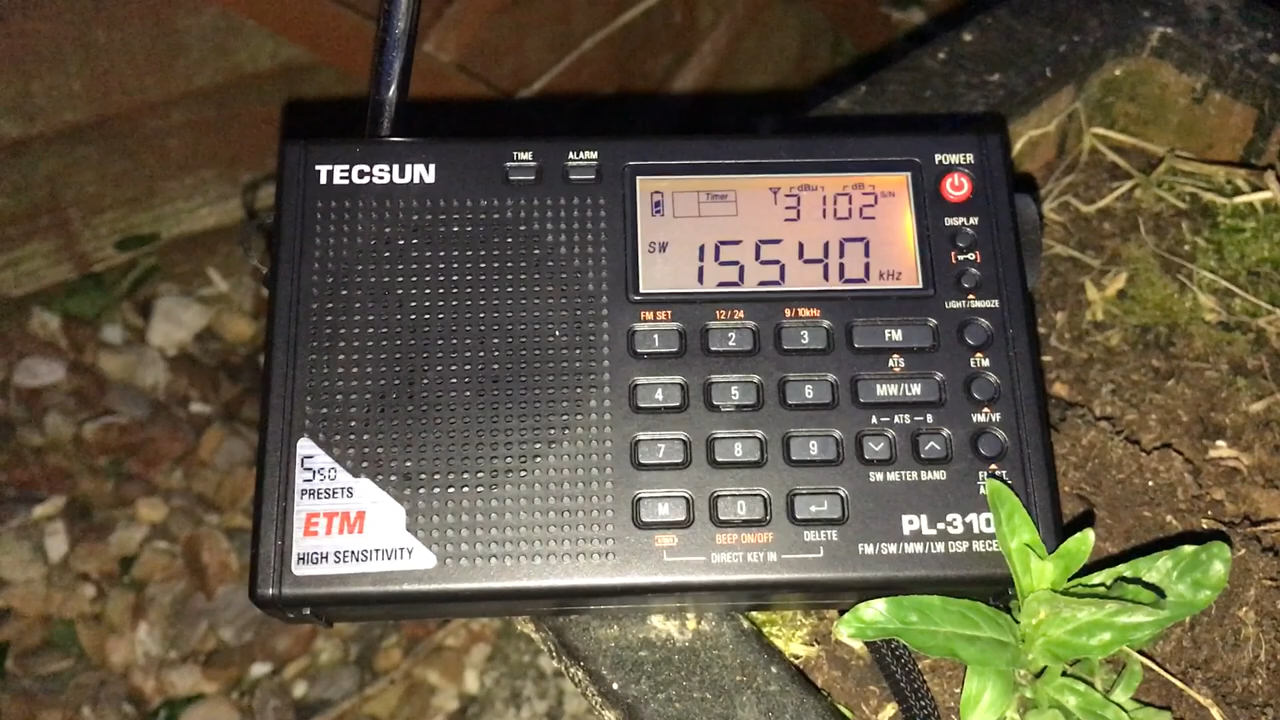 TECSUN
TIME
ALARM
POWER
Timer
dBμ
dB
S/N
3102
SW
15540
kHz
DISPLAY
LIGHT/SNOOZE
FM SET
12 / 24
9 / 10kHz
1
2
3
FM
ATS
ETM
4
5
6
MW/LW
VM/VF
A — ATS — B
7
8
9
SW METER BAND
M
0
BEEP ON/OFF
DELETE
DIRECT KEY IN
PL-310
FM/SW/MW/LW DSP
550
PRESETS
ETM
HIGH SENSITIVITY